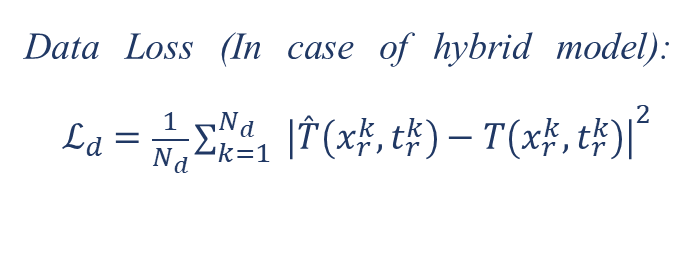 Data Loss (In case of hybrid model):
ℒ_d = 1/N_d ∑_{k=1}^{N_d} |T̂(x_r^k, t_r^k) − T(x_r^k, t_r^k)|^2